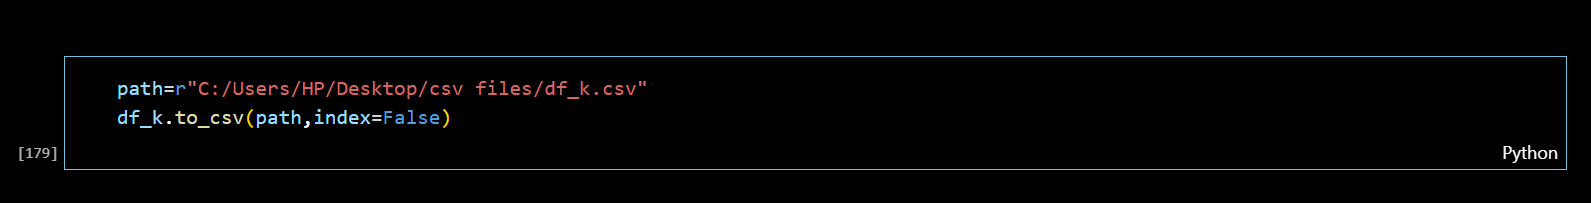 path=r"C:/Users/HP/Desktop/csv files/df_k.csv"
df_k.to_csv(path,index=False)
[179]
Python